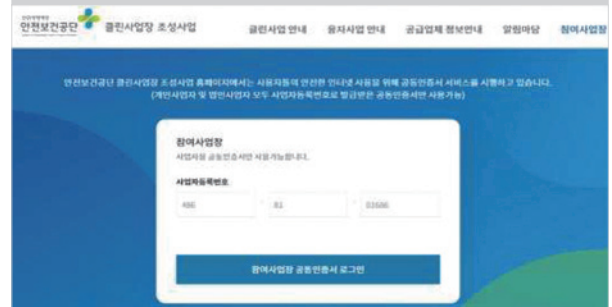 안전보건공단 클린사업장 조성사업
클린사업 안내 융자사업 안내 공급업체 정보안내 알림마당 참여사업장
안전보건공단 클린사업장 조성사업 홈페이지에서는 사용자들의 안전한 인터넷 사용을 위해 공동인증서 서비스를 시행하고 있습니다.
(개인사업자 및 법인사업자 모두 사업자등록번호로 발급받은 공동인증서만 사용가능)
참여사업장
사업자용 공동인증서만 사용가능합니다.
사업자등록번호
486 - 81 -
참여사업장 공동인증서 로그인